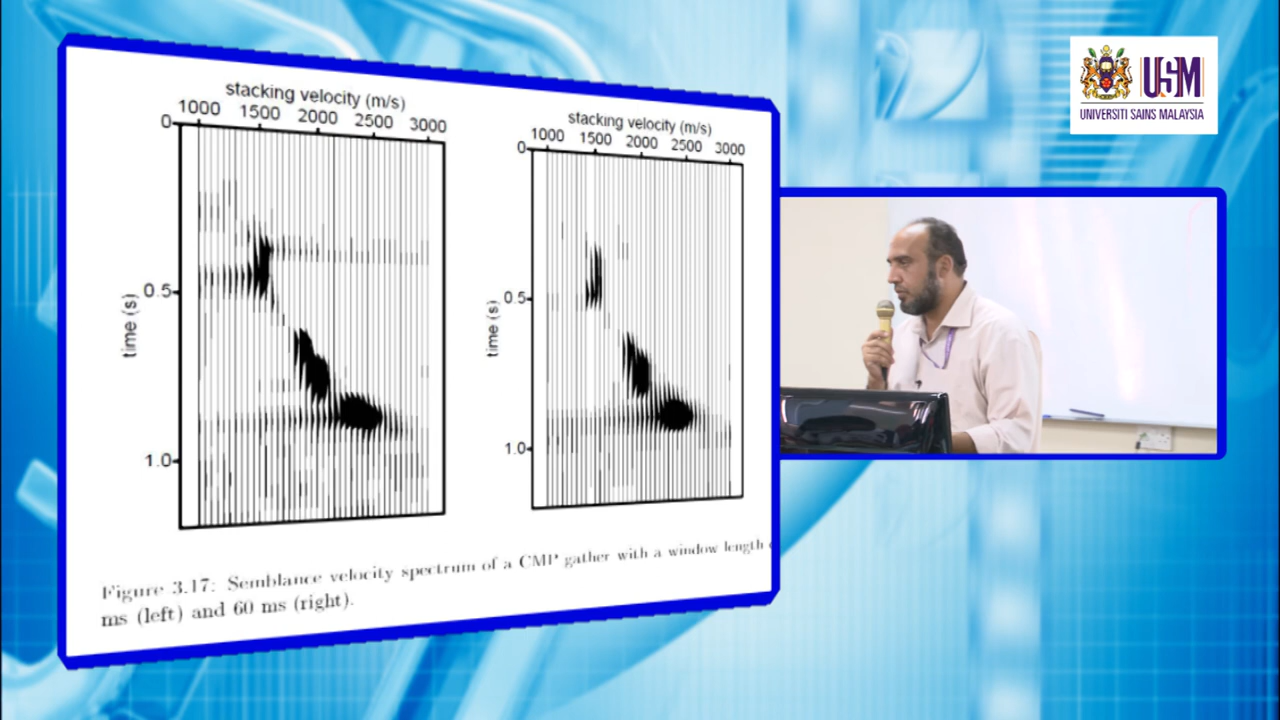 stacking velocity (m/s)
1000 1500 2000 2500 3000
0
0.5
1.0
time (s)
stacking velocity (m/s)
1000 1500 2000 2500 3000
0
0.5
1.0
time (s)
Figure 3.17: Semblance velocity spectrum of a CMP gather with a window length
ms (left) and 60 ms (right).
USM
UNIVERSITI SAINS MALAYSIA